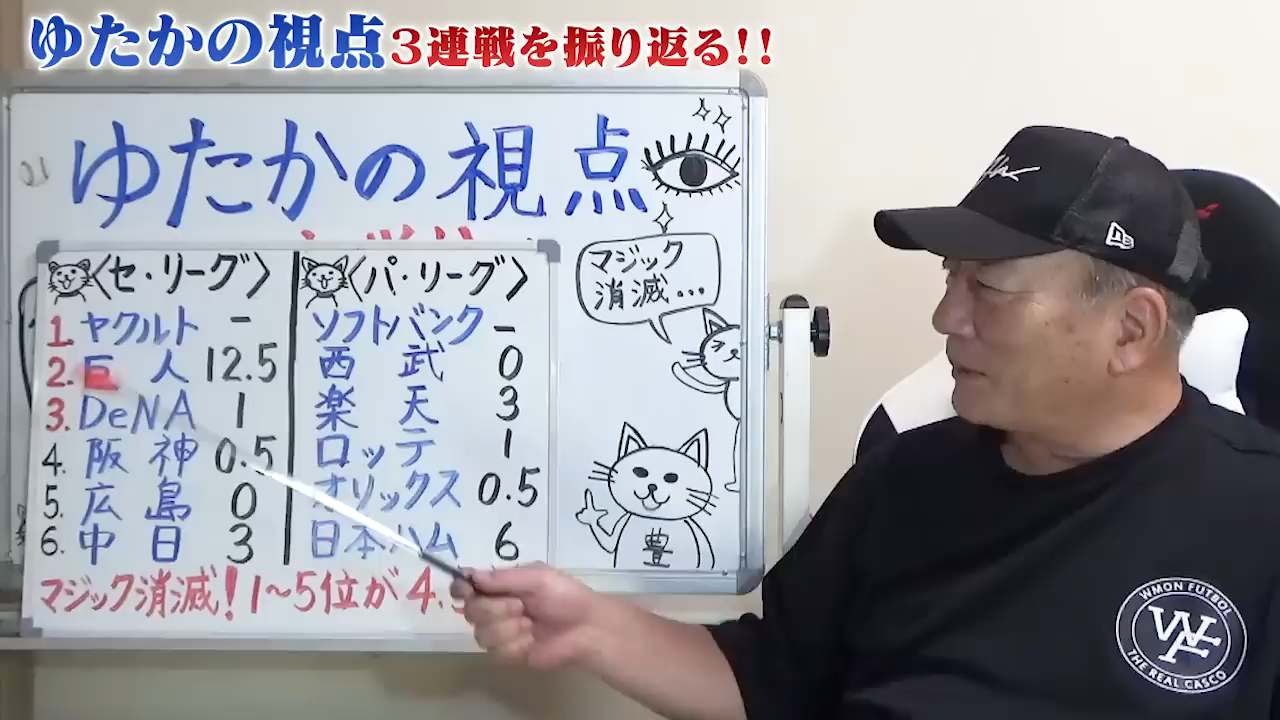 ゆたかの視点3連戦を振り返る!!
ゆたかの視点
マジック
消滅...
〈セ・リーグ〉
1. ヤクルト -
2. 巨人 12.5
3. DeNA 1
4. 阪神 0.5
5. 広島 0
6. 中日 3
〈パ・リーグ〉
ソフトバンク -
西武 0
楽天 3
ロッテ 1
オリックス 0.5
日本ハム 6
マジック消滅! 1~5位が 4.
豊
WMON FUTBOL
THE REAL CASCO